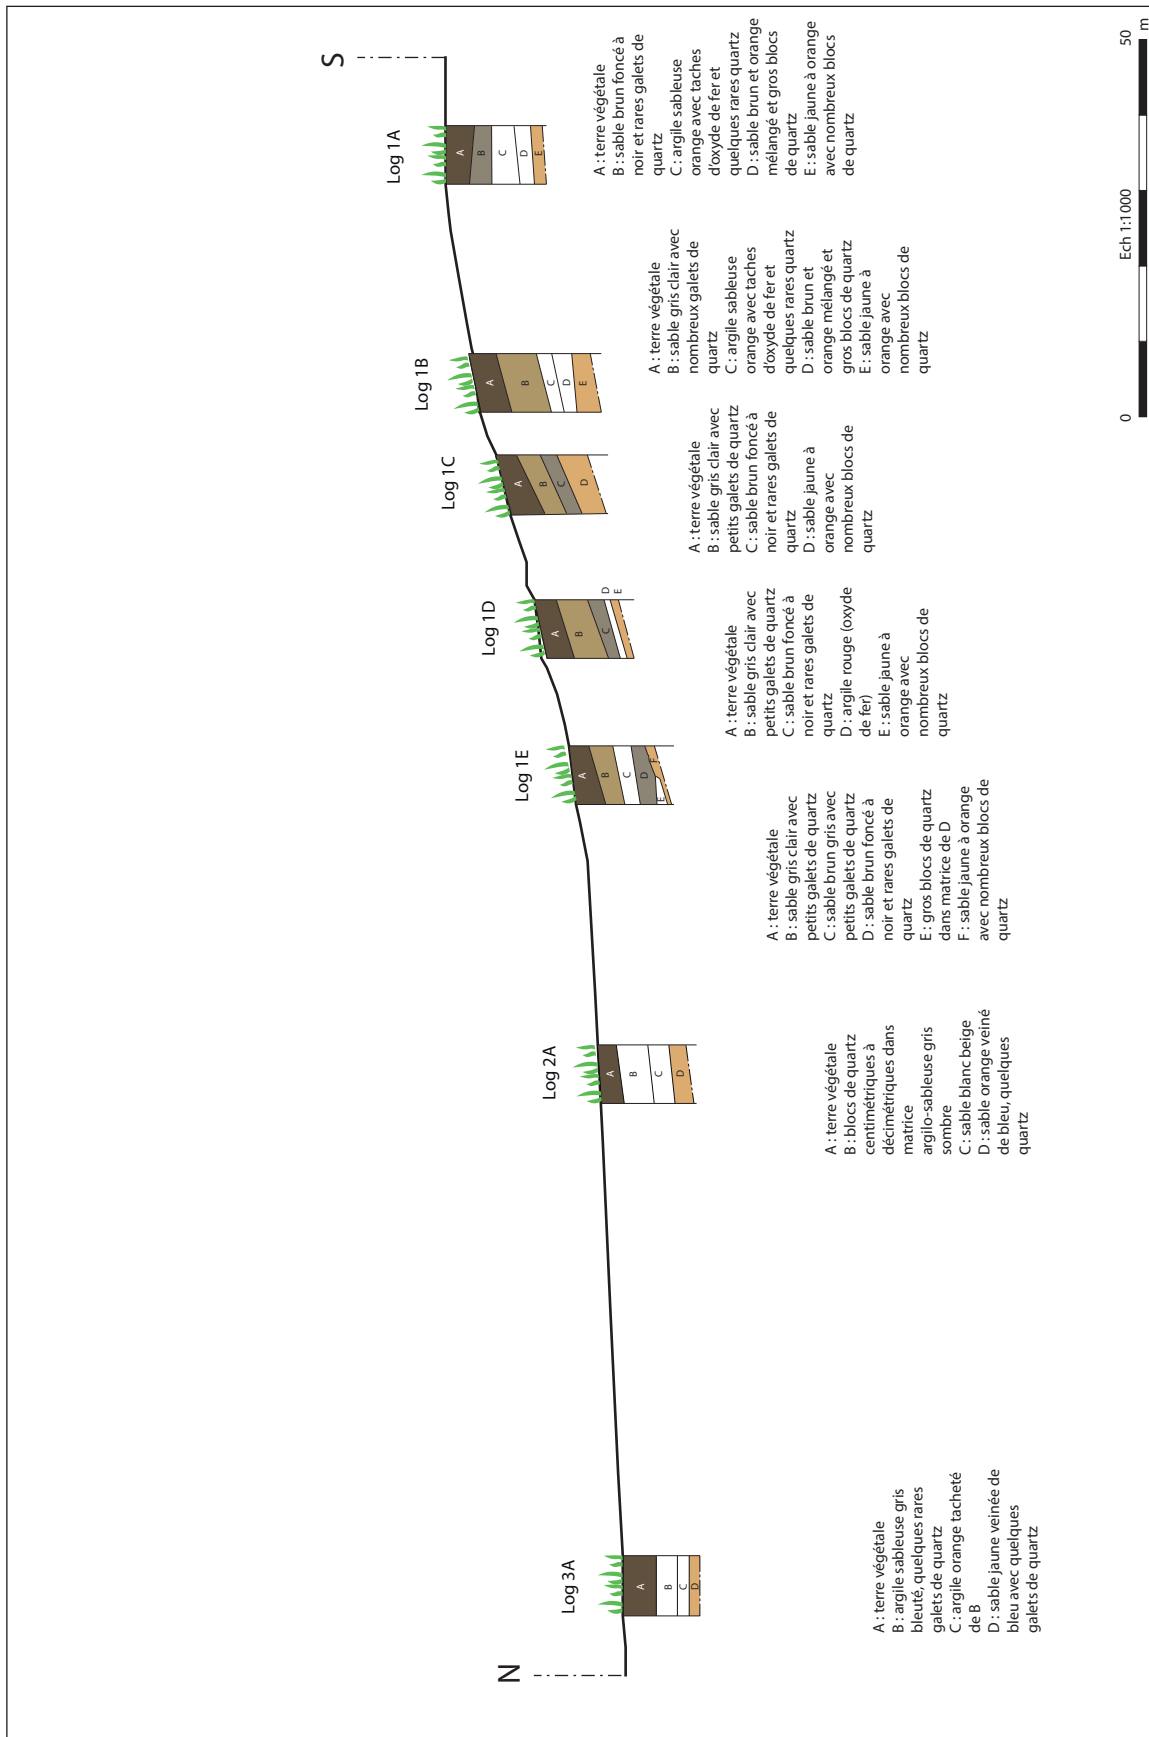 N
S
Log 3A
A
B
C
D
A : terre végétale
B : argile sableuse gris
bleuté, quelques rares
galets de quartz
C : argile orange tacheté
de B
D : sable jaune veinée de
bleu avec quelques
galets de quartz
Log 2A
A
B
C
D
A : terre végétale
B : blocs de quartz
centimétriques à
décimétriques dans
matrice
argilo-sableuse gris
sombre
C : sable blanc beige
D : sable orange veiné
de bleu, quelques
quartz
Log 1E
A
B
C
D
E
F
A : terre végétale
B : sable gris clair avec
petits galets de quartz
C : sable brun gris avec
petits galets de quartz
D : sable brun foncé à
noir et rares galets de
quartz
E : gros blocs de quartz
dans matrice de D
F : sable jaune à orange
avec nombreux blocs de
quartz
Log 1D
A
B
C
D
E
A : terre végétale
B : sable gris clair avec
petits galets de quartz
C : sable brun foncé à
noir et rares galets de
quartz
D : argile rouge (oxyde
de fer)
E : sable jaune à
orange avec
nombreux blocs de
quartz
Log 1C
A
B
C
D
A : terre végétale
B : sable gris clair avec
petits galets de quartz
C : sable brun foncé à
noir et rares galets de
quartz
D : sable jaune à
orange avec
nombreux blocs de
quartz
Log 1B
A
B
C
D
E
A : terre végétale
B : sable gris clair avec
nombreux galets de
quartz
C : argile sableuse
orange avec taches
d'oxyde de fer et
quelques rares quartz
D : sable brun et
orange mélangé et
gros blocs de quartz
E : sable jaune à
orange avec
nombreux blocs de
quartz
Log 1A
A
B
C
D
E
A : terre végétale
B : sable brun foncé à
noir et rares galets de
quartz
C : argile sableuse
orange avec taches
d'oxyde de fer et
quelques rares quartz
D : sable brun et orange
mélangé et gros blocs
de quartz
E : sable jaune à orange
avec nombreux blocs
de quartz
Ech 1:1000
0
50
m